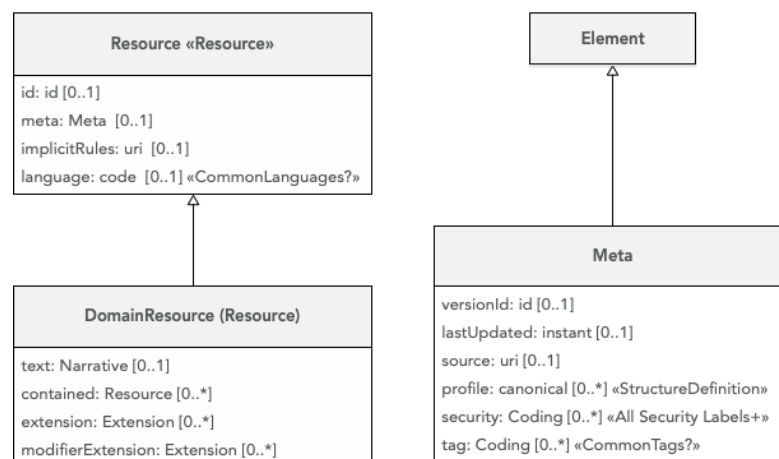 Resource «Resource»
id: id [0..1]
meta: Meta [0..1]
implicitRules: uri [0..1]
language: code [0..1] «CommonLanguages?»
DomainResource (Resource)
text: Narrative [0..1]
contained: Resource [0..*]
extension: Extension [0..*]
modifierExtension: Extension [0..*]
Element
Meta
versionId: id [0..1]
lastUpdated: instant [0..1]
source: uri [0..1]
profile: canonical [0..*] «StructureDefinition»
security: Coding [0..*] «All Security Labels+»
tag: Coding [0..*] «CommonTags?»